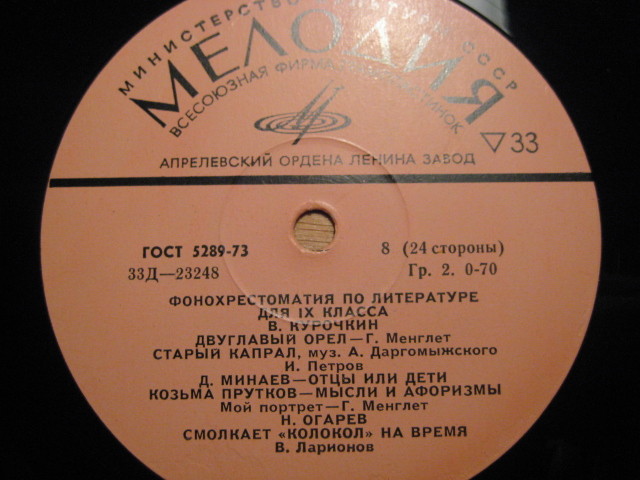 МИНИСТЕРСТВО СССР
МЕЛОДИЯ
ВСЕСОЮЗНАЯ ФИРМА
▽33
АПРЕЛЕВСКИЙ ОРДЕНА ЛЕНИНА ЗАВОД
ГОСТ 5289-73 8 (24 стороны)
33Д—23248 Гр. 2. 0-70
ФОНОХРЕСТОМАТИЯ ПО ЛИТЕРАТУРЕ
ДЛЯ IX КЛАССА
В. КУРОЧКИН
ДВУГЛАВЫЙ ОРЕЛ—Г. Менглет
СТАРЫЙ КАПРАЛ, муз. А. Даргомыжского
И. Петров
Д. МИНАЕВ—ОТЦЫ ИЛИ ДЕТИ
КОЗЬМА ПРУТКОВ—МЫСЛИ И АФОРИЗМЫ
Мой портрет—Г. Менглет
Н. ОГАРЕВ
СМОЛКАЕТ «КОЛОКОЛ» НА ВРЕМЯ
В. Ларионов